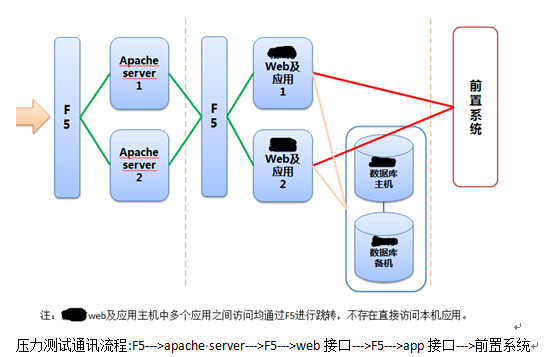 F5
Apache
server
1
Apache
server
2
F5
Web及
应用
1
Web及
应用
2
数据库
主机
数据库
备机
前置系统
注： web及应用主机中多个应用之间访问均通过F5进行跳转，不存在直接访问本机应用。
压力测试通讯流程:F5--->apache·server--->F5--->web 接口--->F5--->app 接口--->前置系统